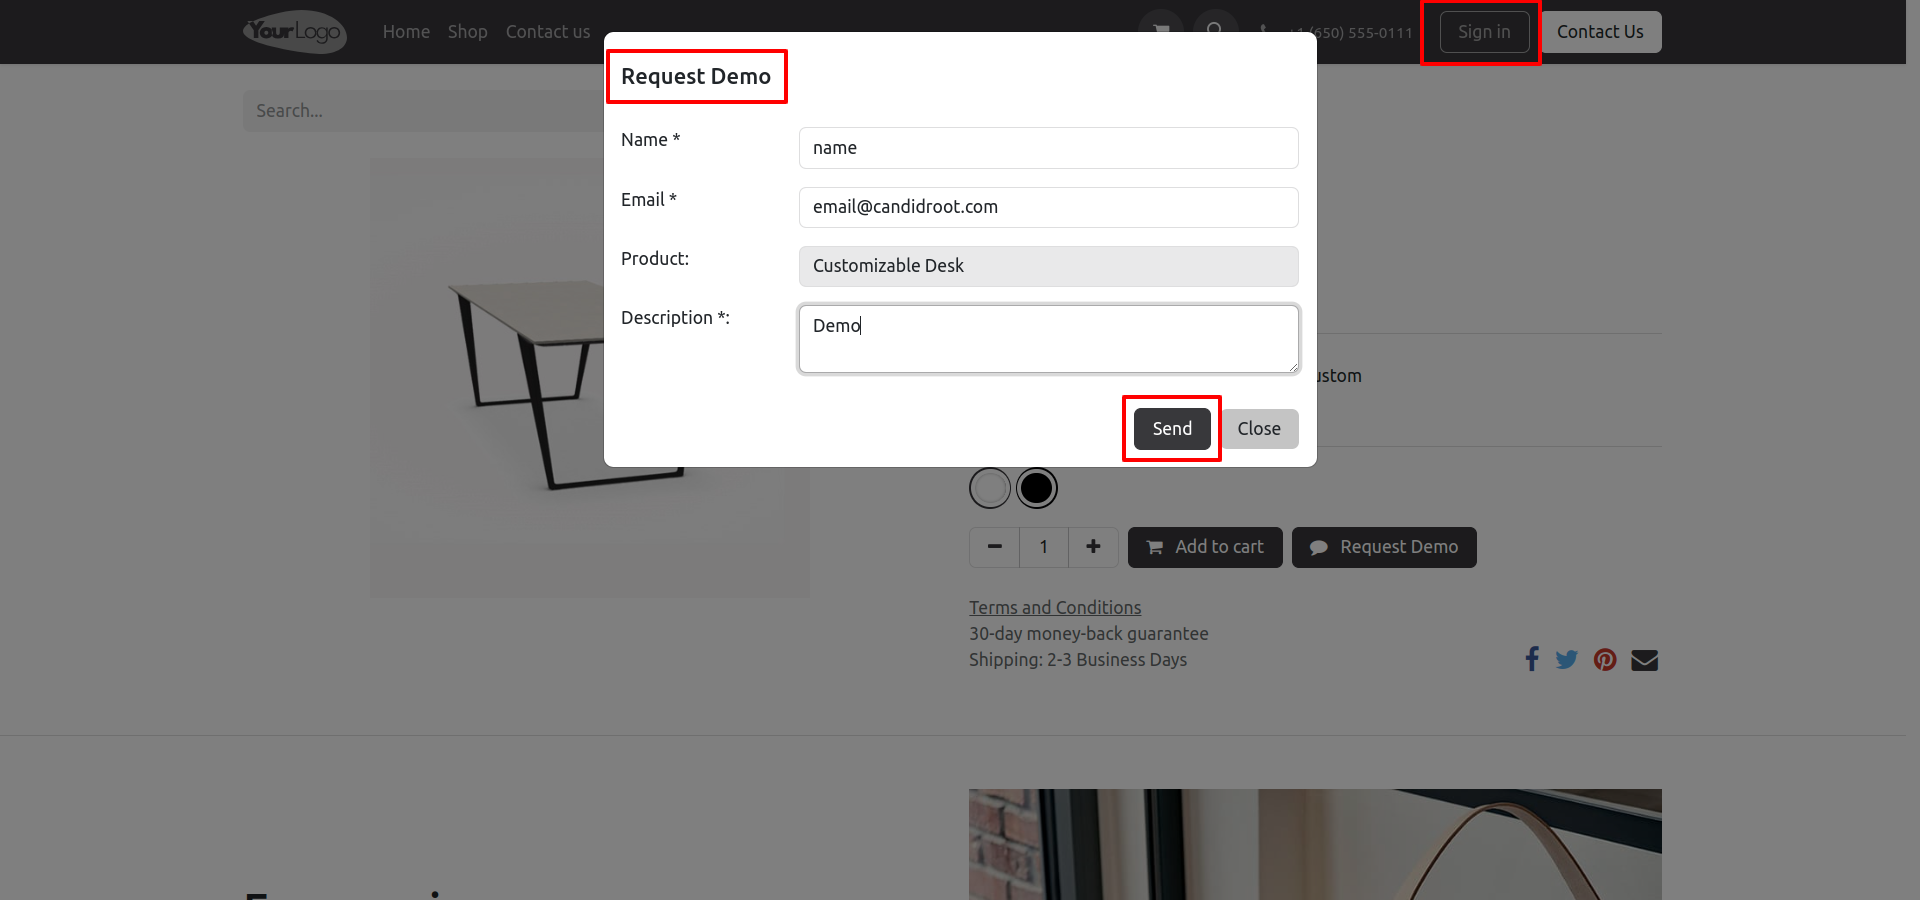 YourLogo
Home Shop Contact us
+1 (650) 555-0111
Sign in
Contact Us
Search...
Request Demo
Name *
name
Email *
email@candidroot.com
Product:
Customizable Desk
Description *:
Demo
Send
Close
1
Add to cart
Request Demo
Terms and Conditions
30-day money-back guarantee
Shipping: 2-3 Business Days